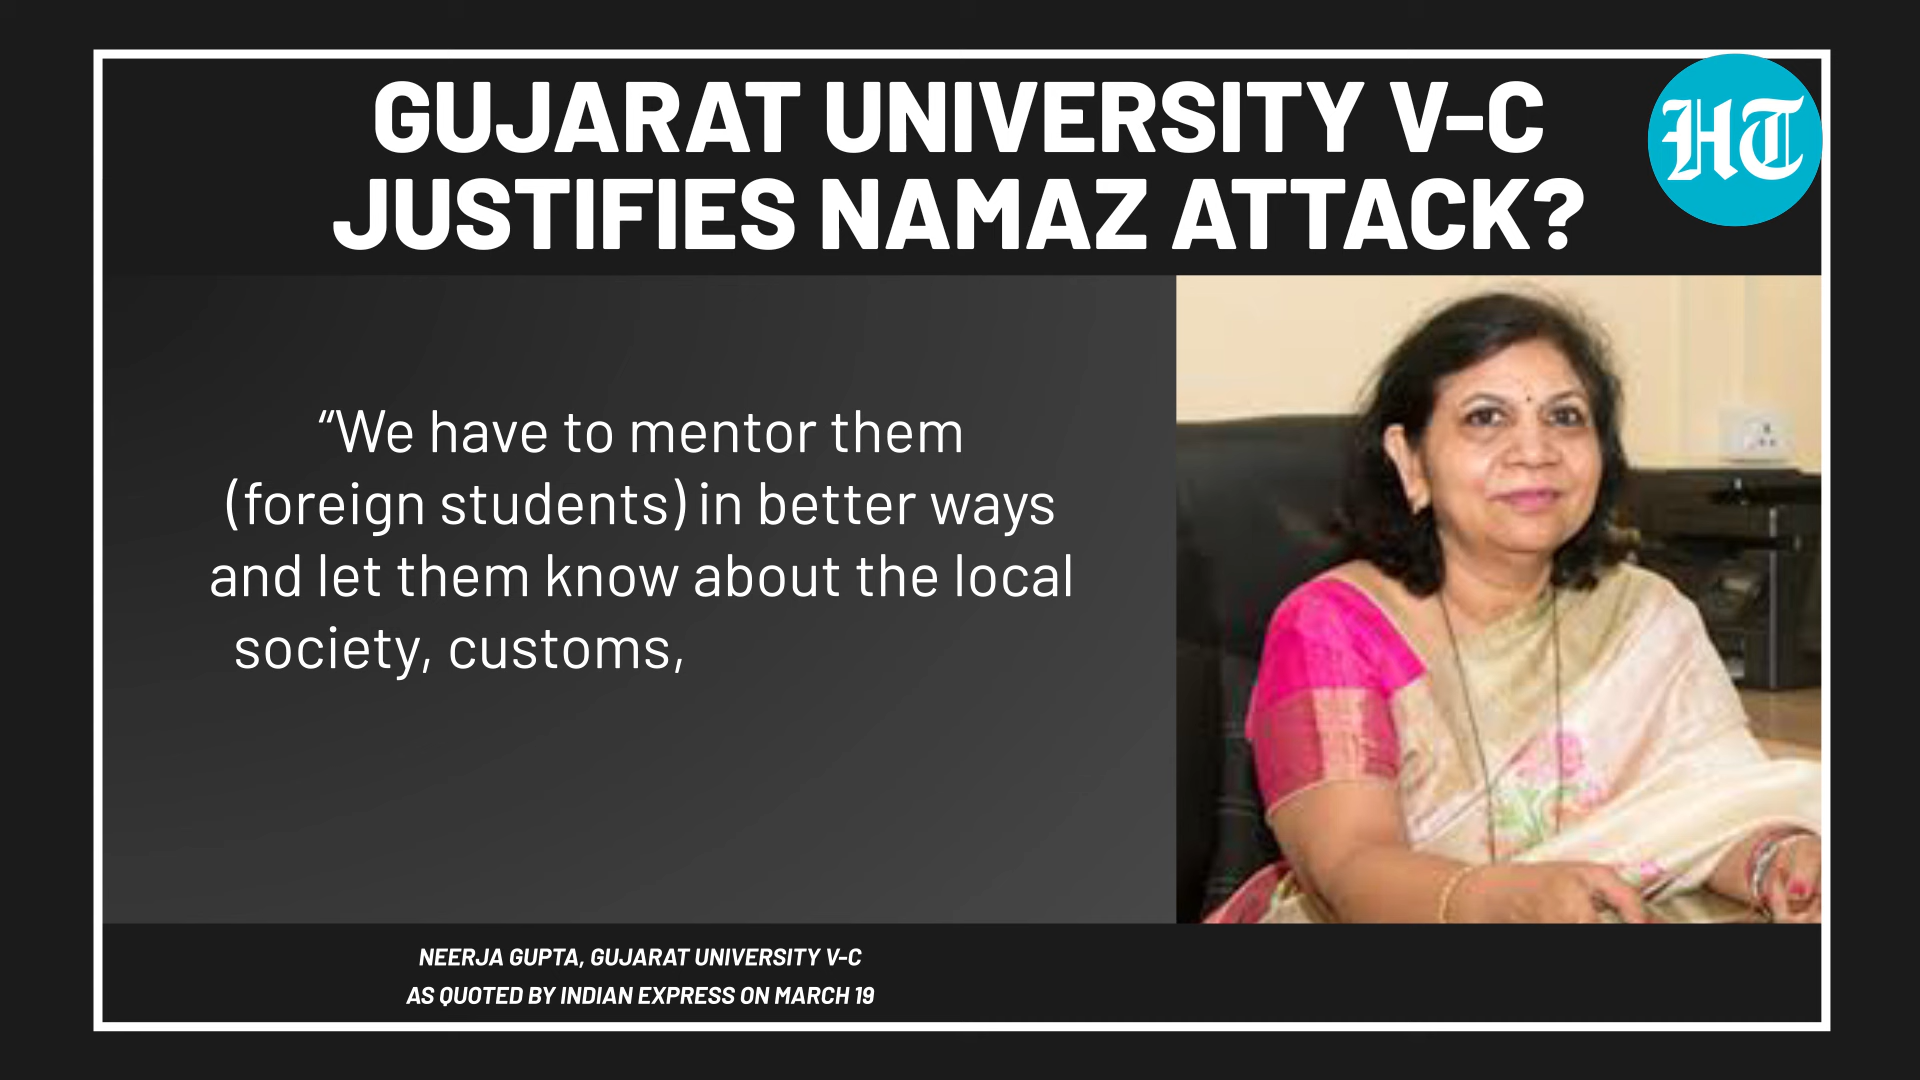 GUJARAT UNIVERSITY V-C
JUSTIFIES NAMAZ ATTACK?
HT
“We have to mentor them
(foreign students) in better ways
and let them know about the local
society, customs,
NEERJA GUPTA, GUJARAT UNIVERSITY V-C
AS QUOTED BY INDIAN EXPRESS ON MARCH 19